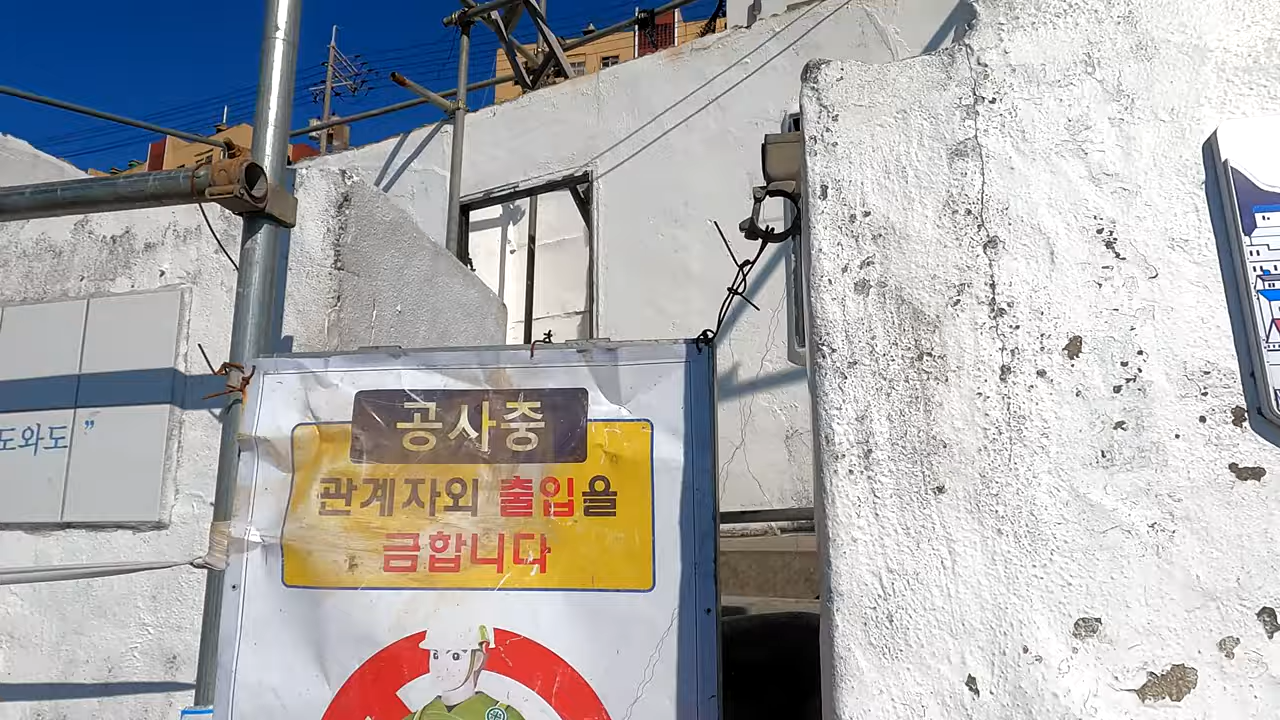 도와도 ”
공사중
관계자외 출입을
금합니다